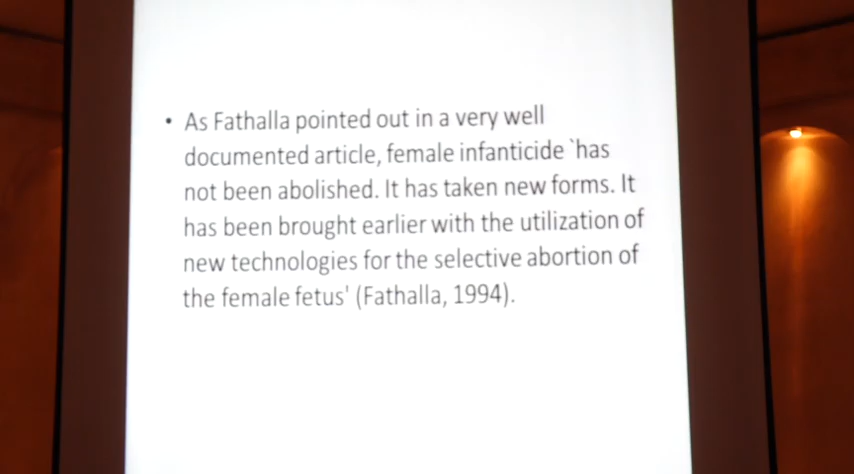 • As Fathalla pointed out in a very well
documented article, female infanticide `has
not been abolished. It has taken new forms. It
has been brought earlier with the utilization of
new technologies for the selective abortion of
the female fetus' (Fathalla, 1994).